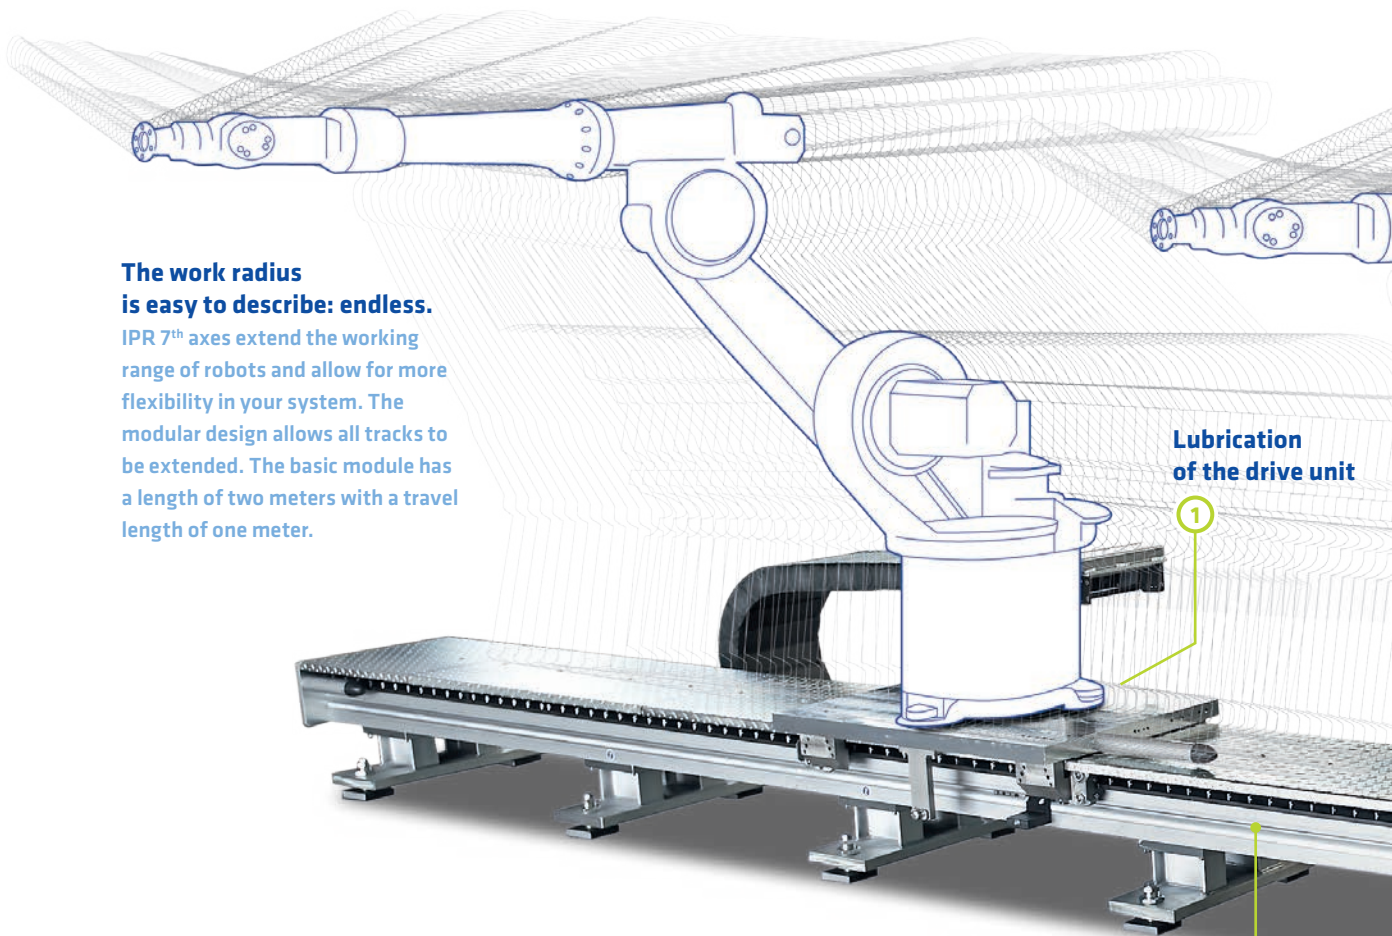 The work radius
is easy to describe: endless.
IPR 7th axes extend the working
range of robots and allow for more
flexibility in your system. The
modular design allows all tracks to
be extended. The basic module has
a length of two meters with a travel
length of one meter.
Lubrication
of the drive unit
1